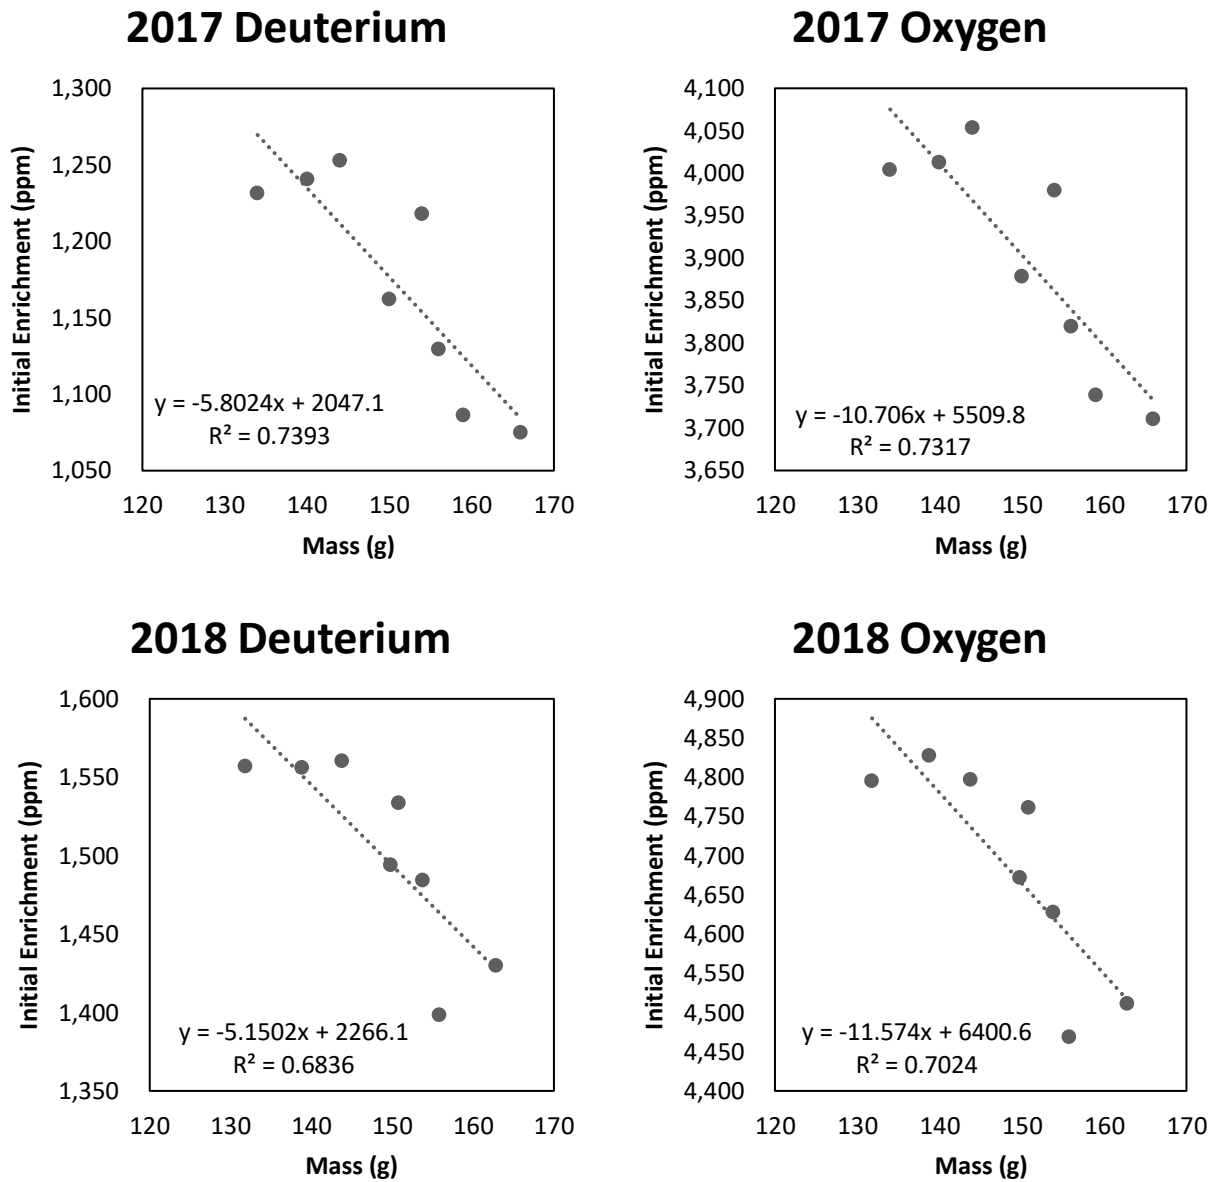 2017 Deuterium
Initial Enrichment (ppm)
1,300
1,250
1,200
1,150
1,100
1,050
y = -5.8024x + 2047.1
R² = 0.7393
120 130 140 150 160 170
Mass (g)
2017 Oxygen
Initial Enrichment (ppm)
4,100
4,050
4,000
3,950
3,900
3,850
3,800
3,750
3,700
3,650
y = -10.706x + 5509.8
R² = 0.7317
120 130 140 150 160 170
Mass (g)
2018 Deuterium
Initial Enrichment (ppm)
1,600
1,550
1,500
1,450
1,400
1,350
y = -5.1502x + 2266.1
R² = 0.6836
120 130 140 150 160 170
Mass (g)
2018 Oxygen
Initial Enrichment (ppm)
4,900
4,850
4,800
4,750
4,700
4,650
4,600
4,550
4,500
4,450
4,400
y = -11.574x + 6400.6
R² = 0.7024
120 130 140 150 160 170
Mass (g)